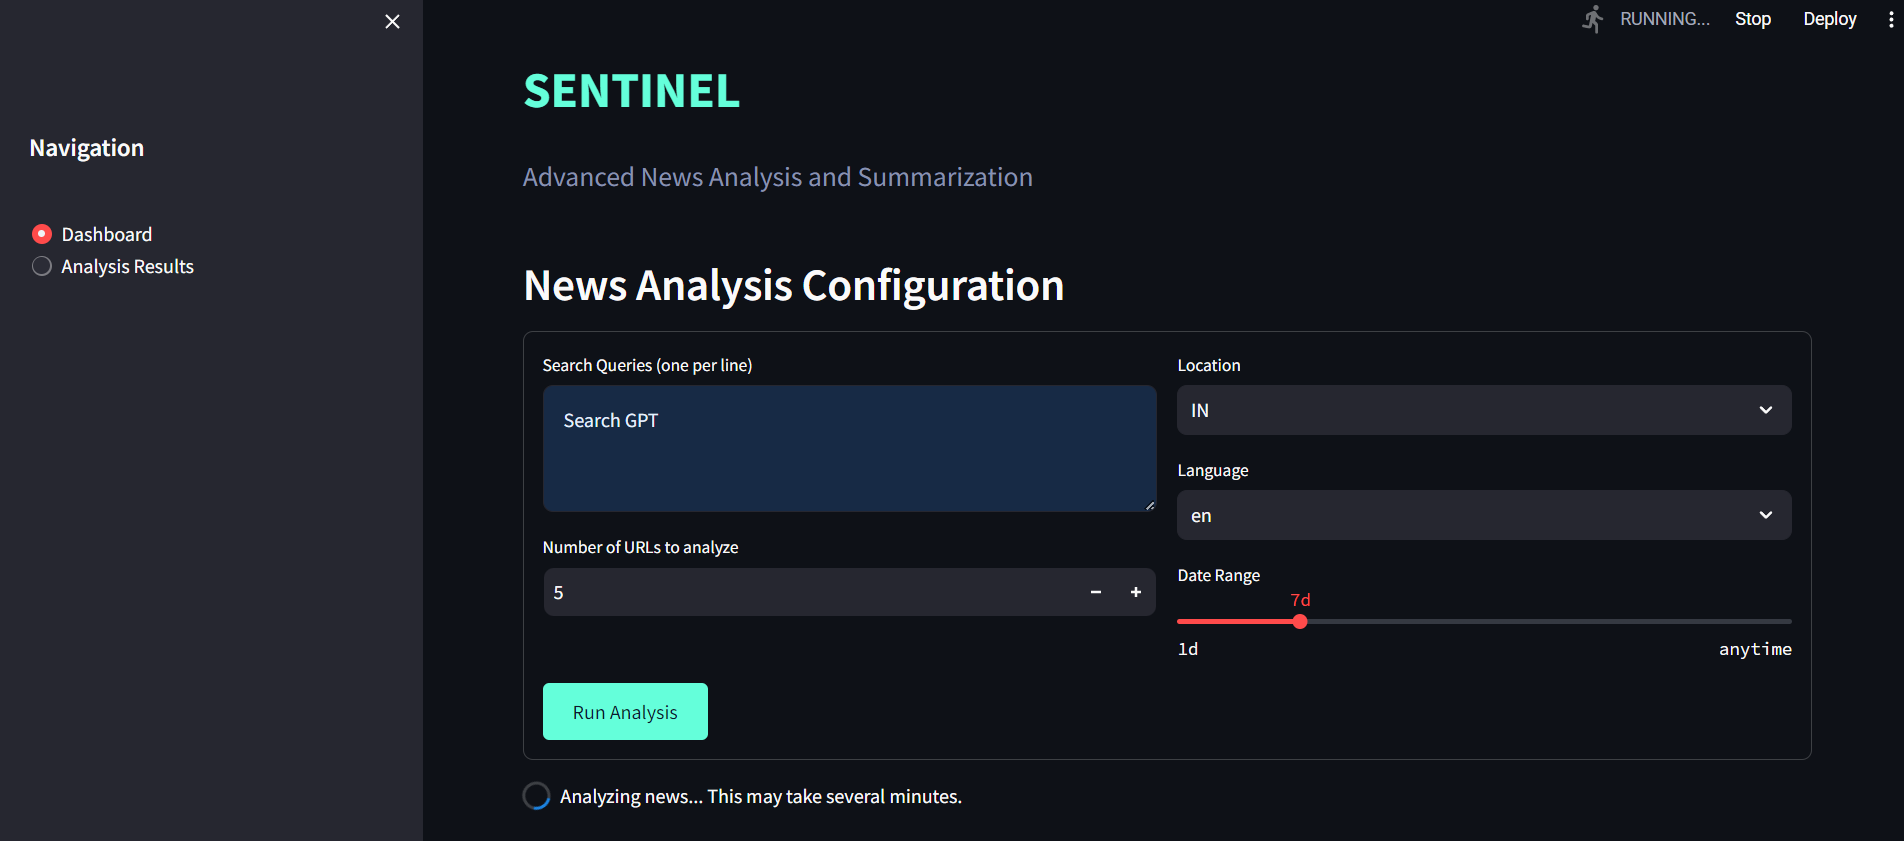 RUNNING...
Stop
Deploy
Navigation
Dashboard
Analysis Results
SENTINEL
Advanced News Analysis and Summarization
News Analysis Configuration
Search Queries (one per line)
Search GPT
Number of URLs to analyze
5
Location
IN
Language
en
Date Range
7d
1d
anytime
Run Analysis
Analyzing news... This may take several minutes.